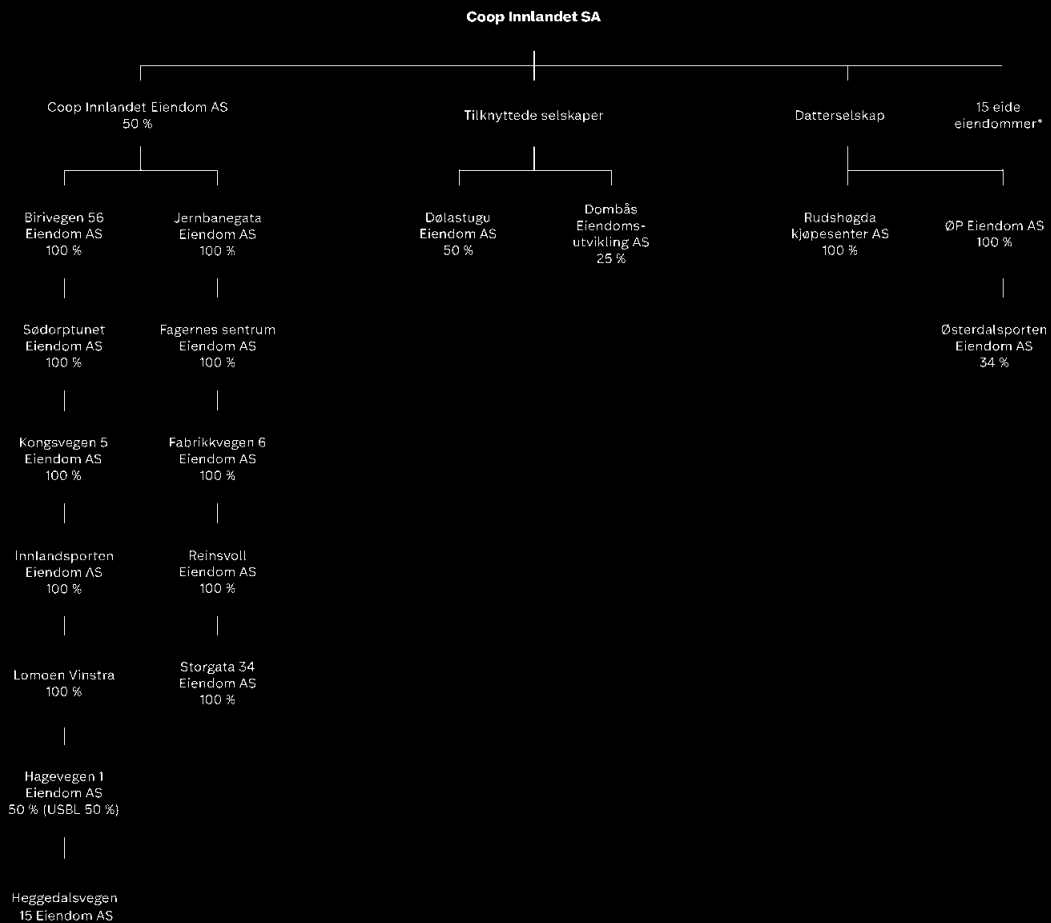 Coop Innlandet SA
Coop Innlandet Eiendom AS
50 %
Tilknyttede selskaper
Datterselskap
15 eide
eiendommer*
Birivegen 56
Eiendom AS
100 %
Jernbanegata
Eiendom AS
100 %
Dølastugu
Eiendom AS
50 %
Dombås
Eiendoms-
utvikling AS
25 %
Rudshøgda
kjøpesenter AS
100 %
ØP Eiendom AS
100 %
Sødorptunet
Eiendom AS
100 %
Fagernes sentrum
Eiendom AS
100 %
Østerdalsporten
Eiendom AS
34 %
Kongsvegen 5
Eiendom AS
100 %
Fabrikkvegen 6
Eiendom AS
100 %
Innlandsporten
Eiendom AS
100 %
Reinsvoll
Eiendom AS
100 %
Lomoen Vinstra
100 %
Storgata 34
Eiendom AS
100 %
Hagevegen 1
Eiendom AS
50 % (USBL 50 %)
Heggedalsvegen
15 Eiendom AS